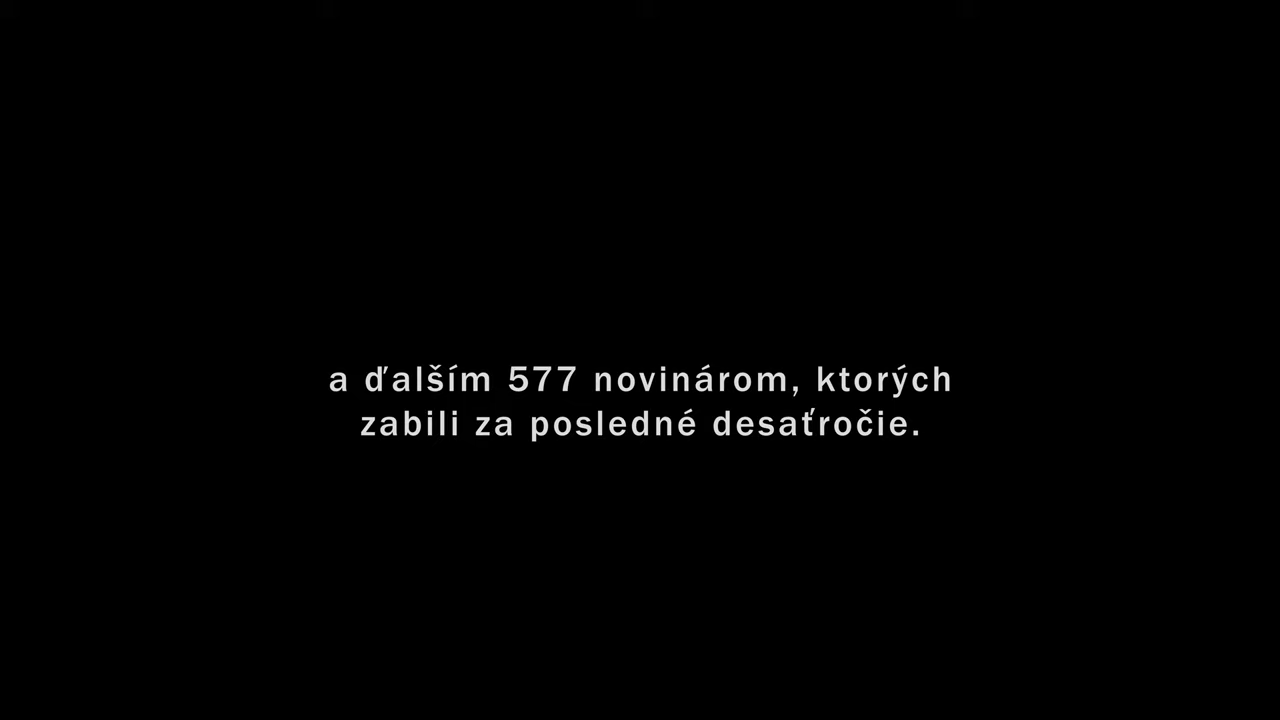 a ďalším 577 novinárom, ktorých
zabili za posledné desaťročie.